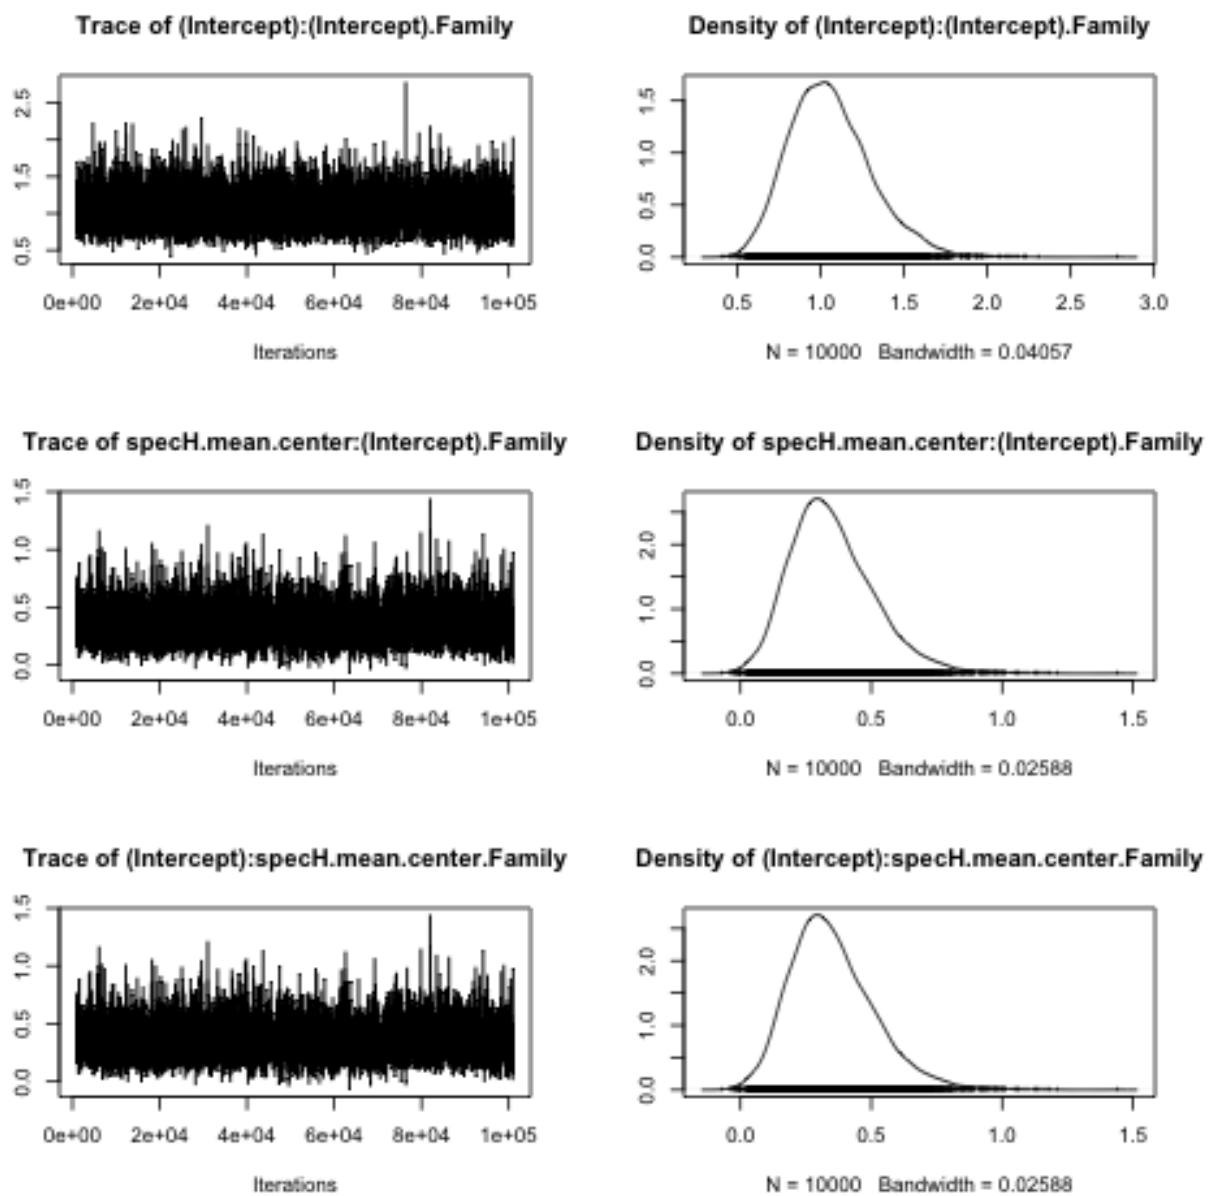 Trace of (Intercept):(Intercept).Family
Density of (Intercept):(Intercept).Family
0.5 1.5 2.5
0.0 0.5 1.0 1.5
0e+00 2e+04 4e+04 6e+04 8e+04 1e+05
0.5 1.0 1.5 2.0 2.5 3.0
Iterations
N = 10000 Bandwidth = 0.04057
Trace of specH.mean.center:(Intercept).Family
Density of specH.mean.center:(Intercept).Family
0.0 0.5 1.0 1.5
0.0 1.0 2.0
0e+00 2e+04 4e+04 6e+04 8e+04 1e+05
0.0 0.5 1.0 1.5
Iterations
N = 10000 Bandwidth = 0.02588
Trace of (Intercept):specH.mean.center.Family
Density of (Intercept):specH.mean.center.Family
0.0 0.5 1.0 1.5
0.0 1.0 2.0
0e+00 2e+04 4e+04 6e+04 8e+04 1e+05
0.0 0.5 1.0 1.5
Iterations
N = 10000 Bandwidth = 0.02588